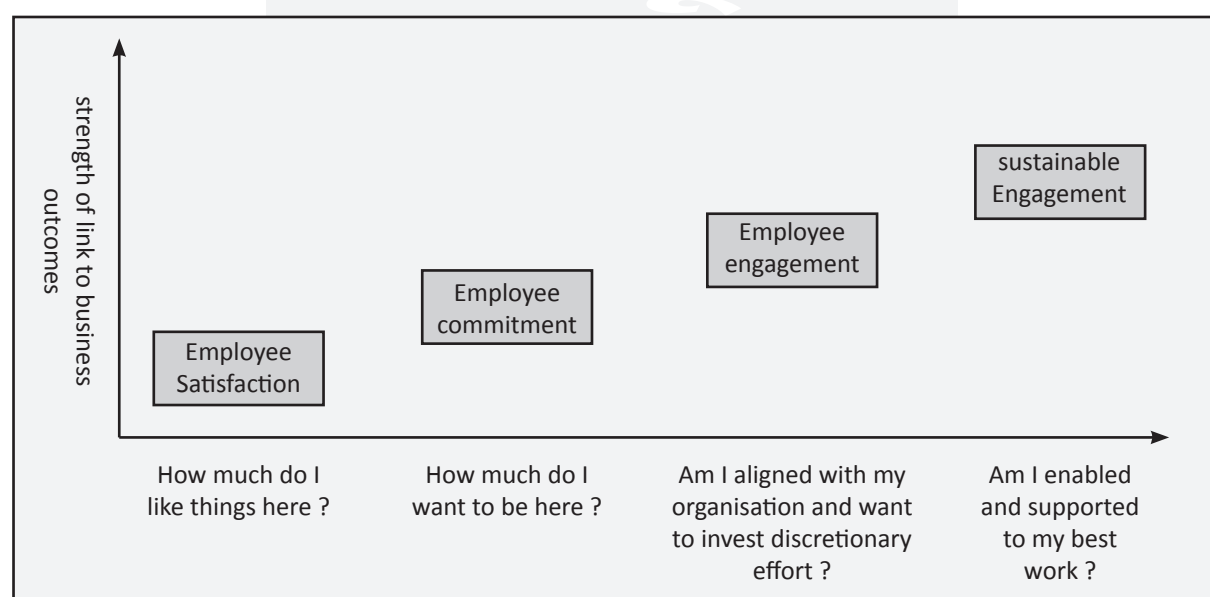 strength of link to business
outcomes
Employee
Satisfaction
Employee
commitment
Employee
engagement
sustainable
Engagement
How much do I
like things here ?
How much do I
want to be here ?
Am I aligned with my
organisation and want
to invest discretionary
effort ?
Am I enabled
and supported
to my best
work ?